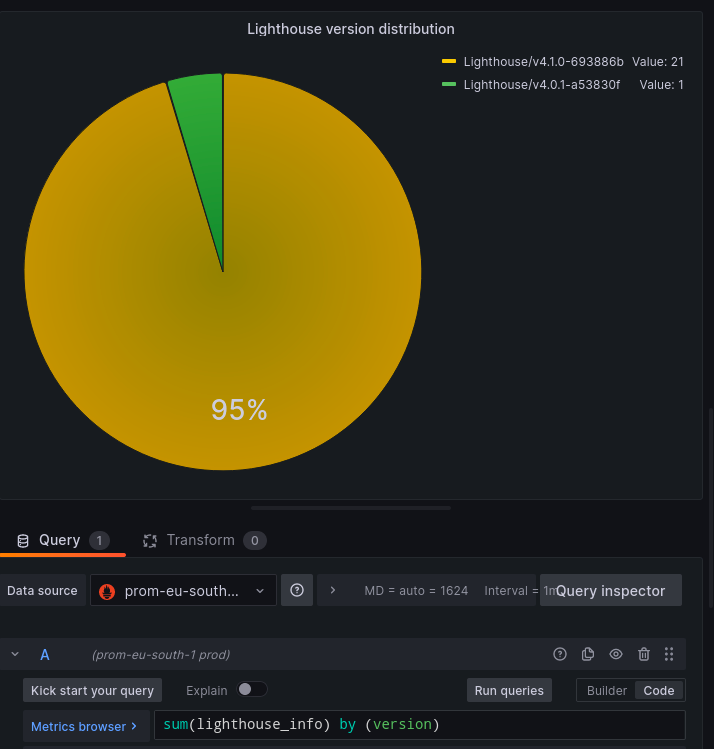 Lighthouse version distribution
Lighthouse/v4.1.0-693886b Value: 21
Lighthouse/v4.0.1-a53830f Value: 1
95%
Query 1 Transform 0
Data source prom-eu-south... MD = auto = 1624 Interval = 1m Query inspector
A (prom-eu-south-1 prod)
Kick start your query Explain Run queries Builder Code
Metrics browser > sum(lighthouse_info) by (version)